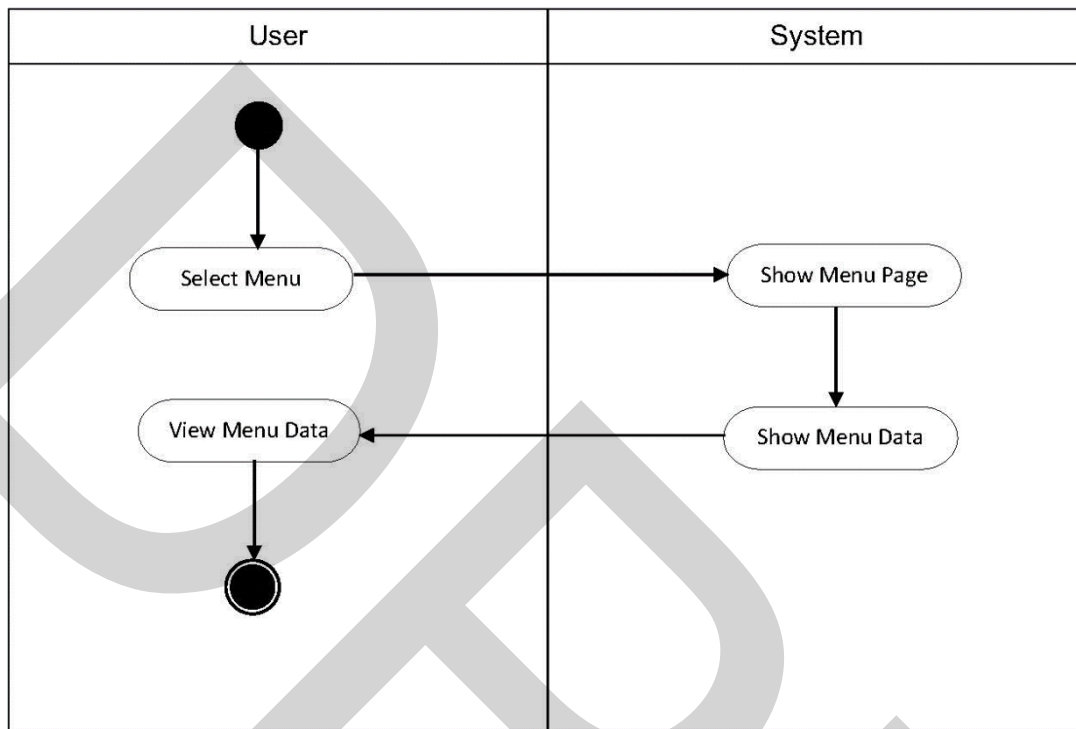 User
System
Select Menu
Show Menu Page
View Menu Data
Show Menu Data